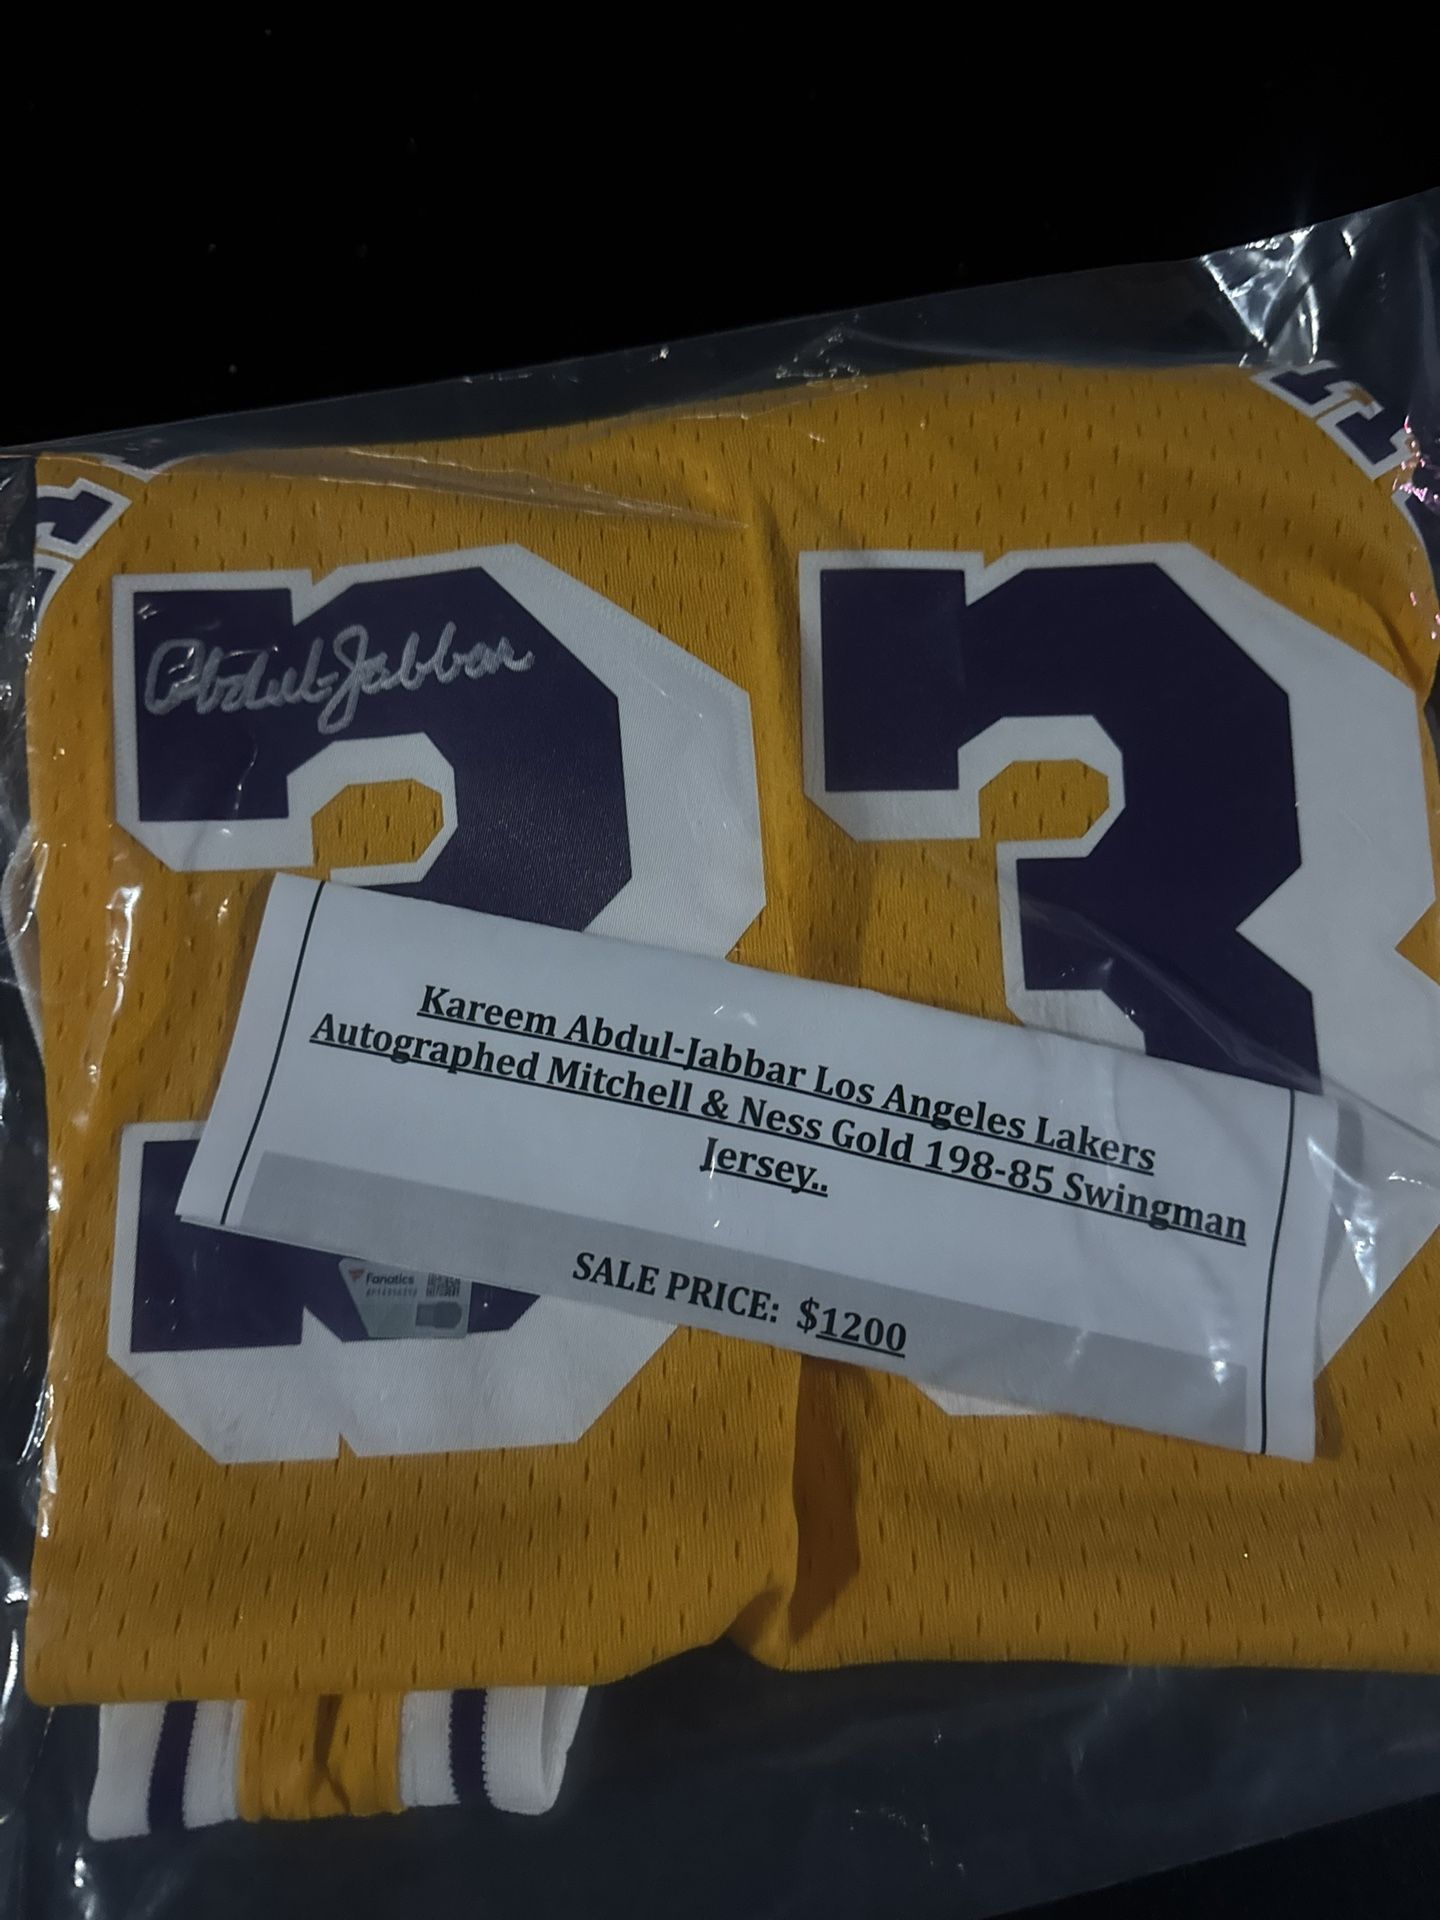 33
Abdul-Jabbar
Kareem Abdul-Jabbar Los Angeles Lakers
Autographed Mitchell & Ness Gold 198-85 Swingman
Jersey..
SALE PRICE: $1200
Fanatics